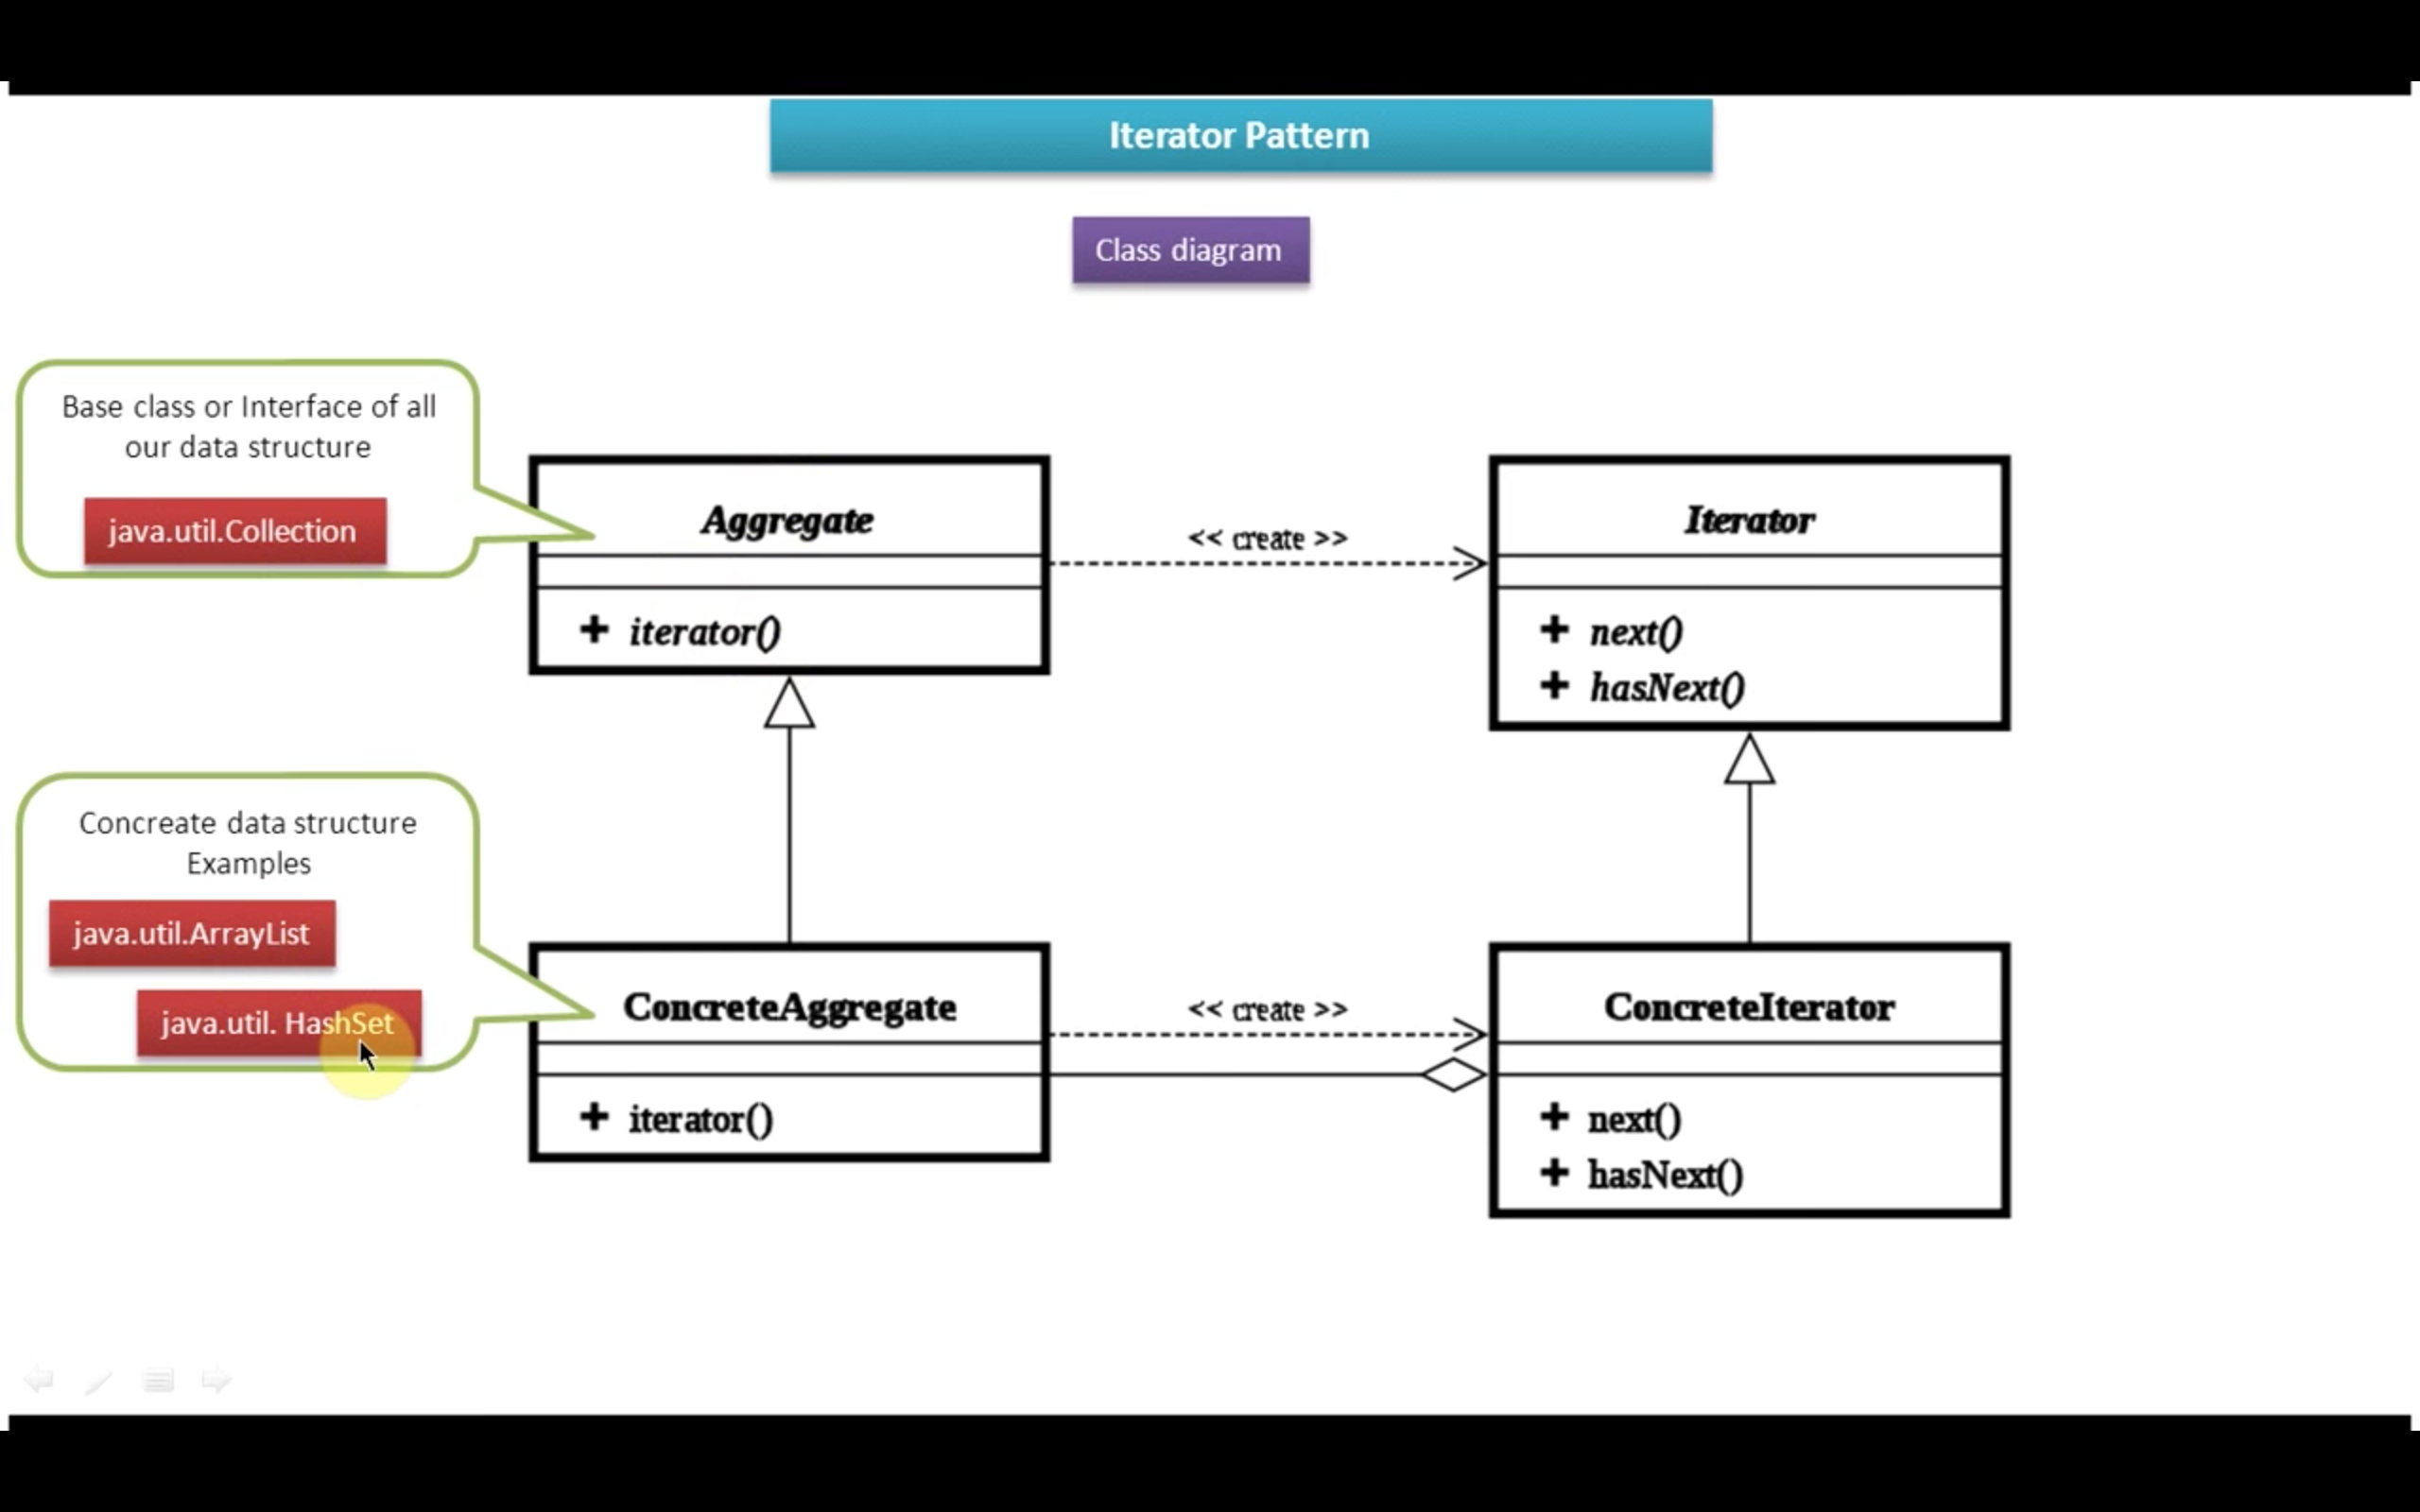 Iterator Pattern
Class diagram
Base class or Interface of all
our data structure
java.util.Collection
Aggregate
+ iterator()
<< create >>
Iterator
+ next()
+ hasNext()
Concreate data structure
Examples
java.util.ArrayList
java.util. HashSet
ConcreteAggregate
+ iterator()
<< create >>
ConcreteIterator
+ next()
+ hasNext()